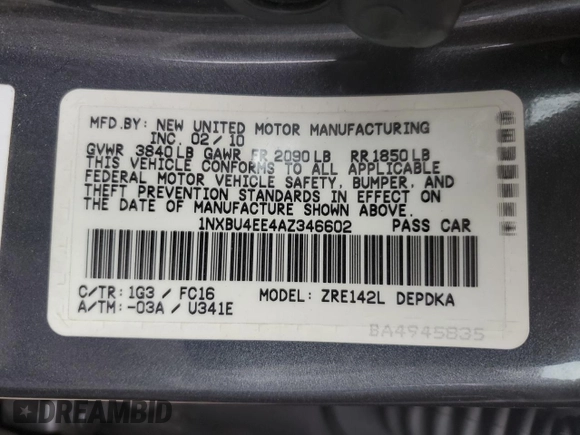 MFD.BY: NEW UNITED MOTOR MANUFACTURING
INC. 02/10
GVWR 3840LB GAWR FR 2090LB RR1850LB
THIS VEHICLE CONFORMS TO ALL APPLICABLE
FEDERAL MOTOR VEHICLE SAFETY, BUMPER, AND
THEFT PREVENTION STANDARDS IN EFFECT ON
THE DATE OF MANUFACTURE SHOWN ABOVE.
1NXBU4EE4AZ346602 PASS CAR
C/TR: 1G3 / FC16 MODEL: ZRE142L DEPDKA
A/TM: -03A / U341E
BA4945835
DREAMBID